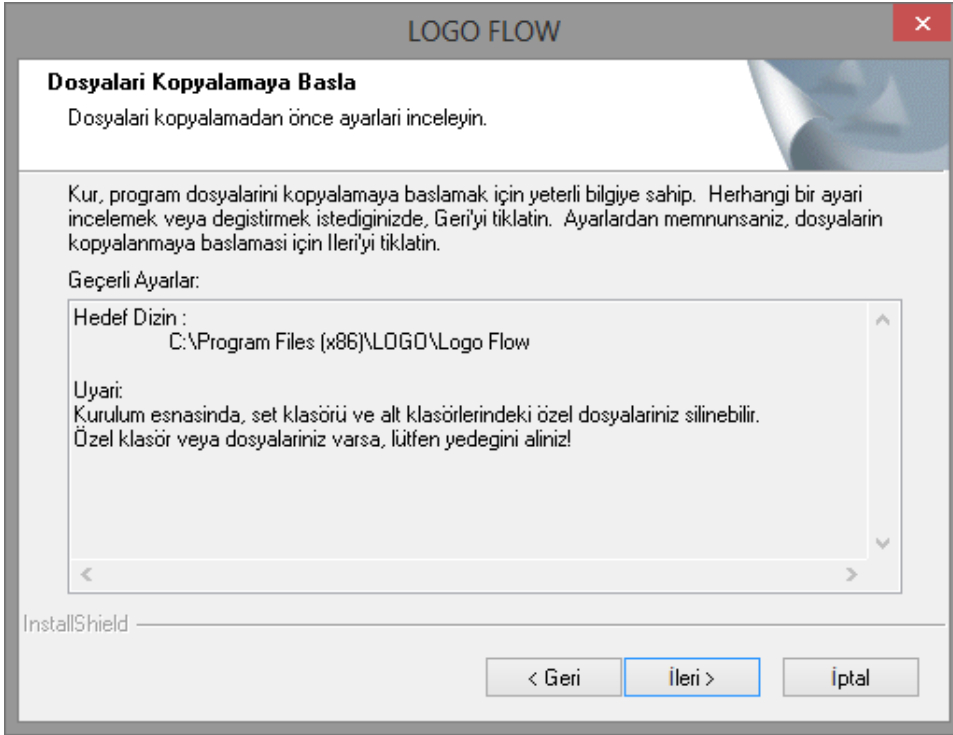 LOGO FLOW
Dosyalari Kopyalamaya Basla
Dosyalari kopyalamadan önce ayarlari inceleyin.
Kur, program dosyalarini kopyalamaya baslamak için yeterli bilgiye sahip. Herhangi bir ayari
incelemek veya degistirmek istediginizde, Geri'yi tiklatin. Ayarlardan memnunsaniz, dosyalarin
kopyalanmaya baslamasi için Ileri'yi tiklatin.
Geçerli Ayarlar:
Hedef Dizin :
C:\Program Files (x86)\LOGO\Logo Flow
Uyari:
Kurulum esnasinda, set klasörü ve alt klasörlerindeki özel dosyalariniz silinebilir.
Özel klasör veya dosyalariniz varsa, lütfen yedegini aliniz!
InstallShield
< Geri
İleri >
İptal